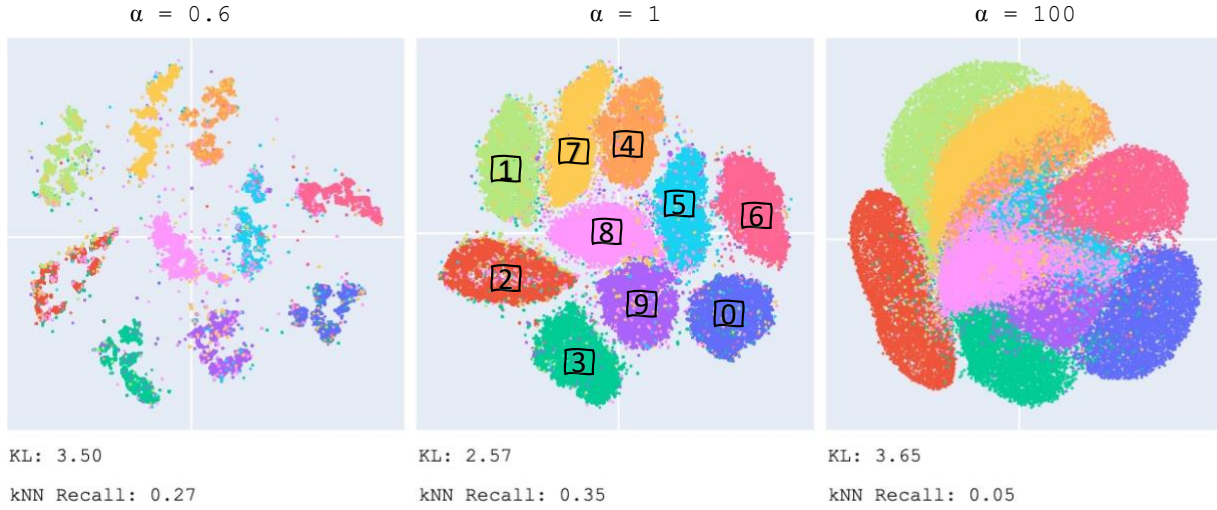 α = 0.6
α = 1
α = 100
1
7
4
5
6
8
2
9
0
3
KL: 3.50
kNN Recall: 0.27
KL: 2.57
kNN Recall: 0.35
KL: 3.65
kNN Recall: 0.05